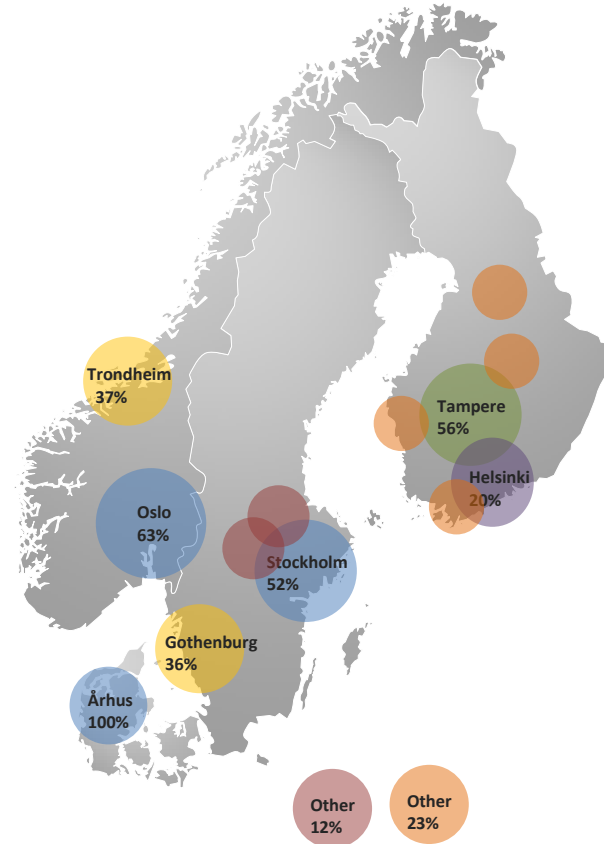 Trondheim
37%
Tampere
56%
Helsinki
20%
Oslo
63%
Stockholm
52%
Gothenburg
36%
Århus
100%
Other
12%
Other
23%